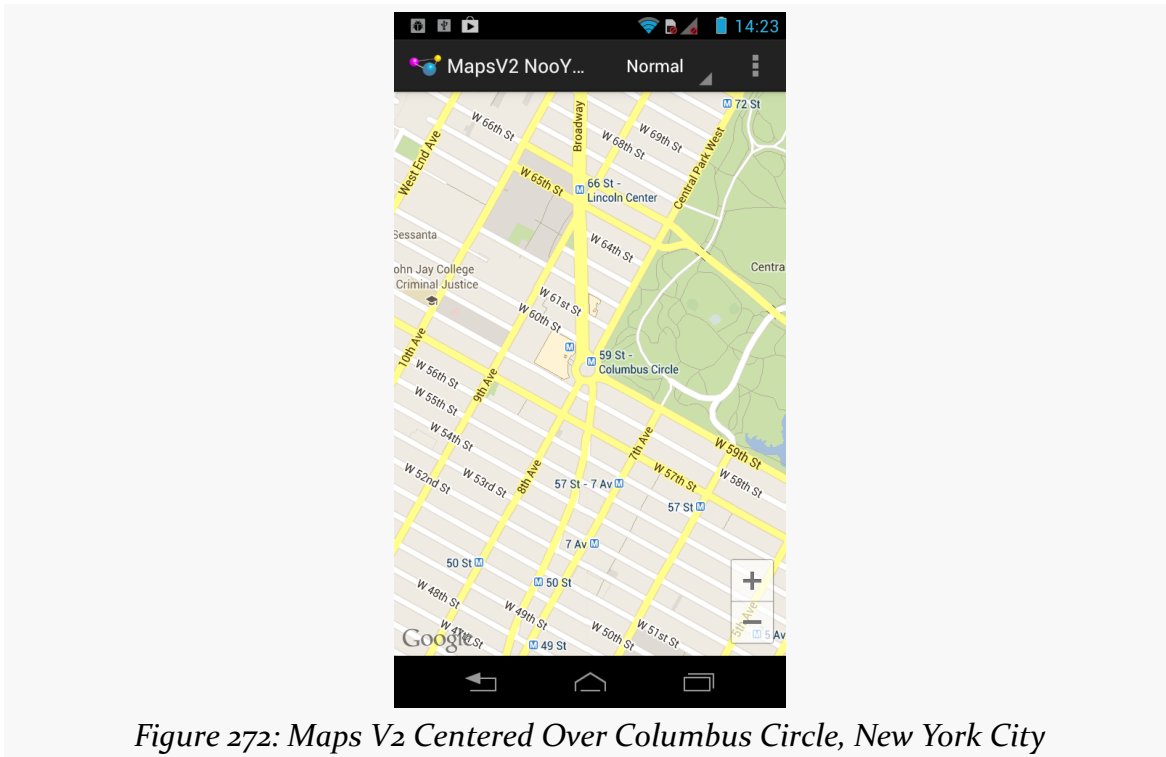 14:23
MapsV2 NooY... Normal
72 St
W 66th St
Broadway
W 69th St
W 68th St
West End Ave
Central Park West
W 65th St
66 St -
Lincoln Center
Sessanta
W 64th St
ohn Jay College
Criminal Justice
Centra
W 61st St
W 60th St
10th Ave
59 St -
Columbus Circle
W 56th St
9th Ave
W 55th St
W 54th St
7th Ave
W 59th St
W 52nd St
W 53rd St
8th Ave
57 St - 7 Av
W 57th St
W 58th St
57 St
7 Av
50 St
50 St
W 48th St
W 49th St
5th Ave
W 47th St
Google
49 St
W 50th St
W 51st St
5 Av
Figure 272: Maps V2 Centered Over Columbus Circle, New York City